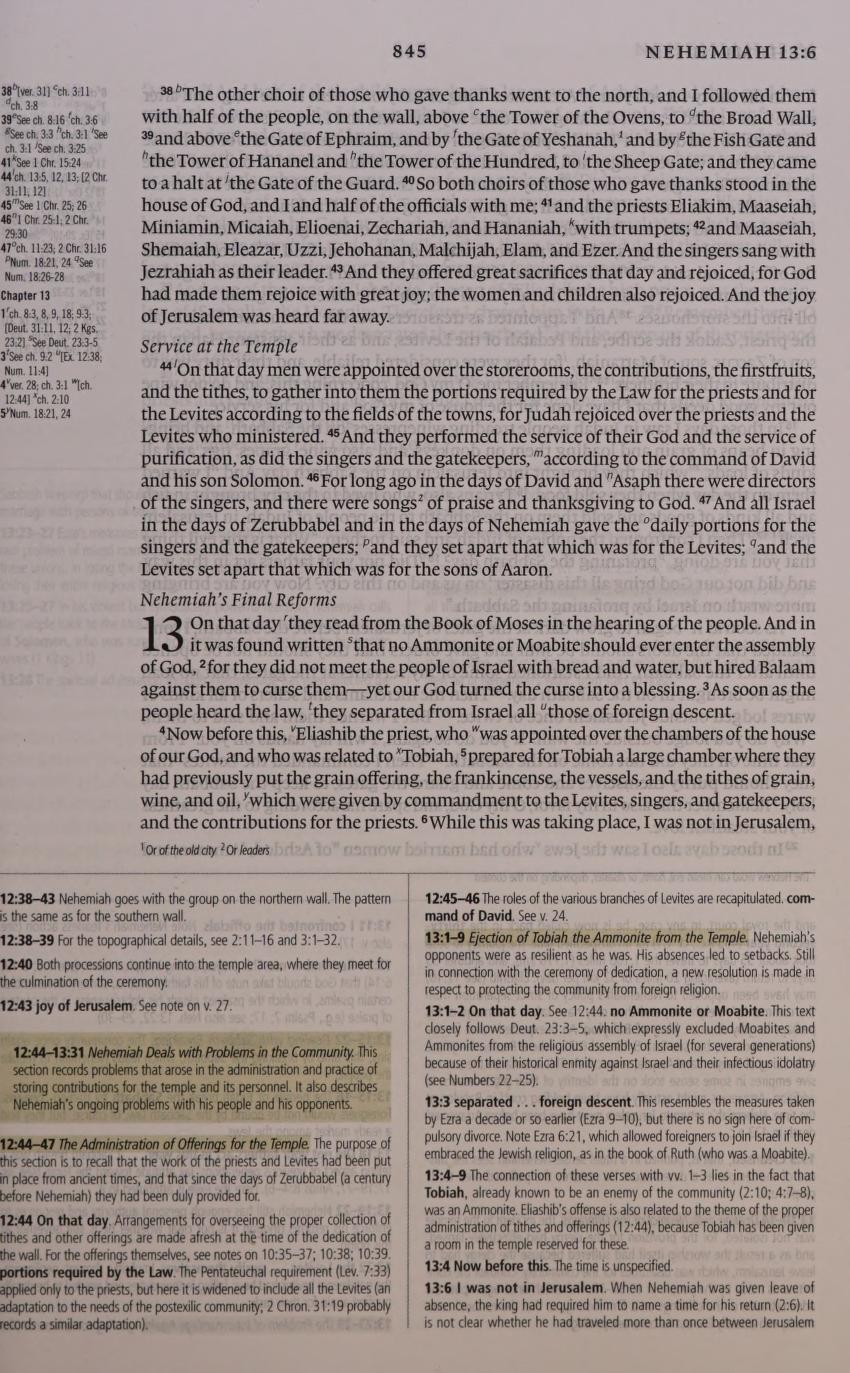 845
NEHEMIAH 13:6
38 b[ver. 31] c ch. 3:11
d ch. 3:8
39 e See ch. 8:16 f ch. 3:6
g See ch. 3:3 h ch. 3:1 i See
ch. 3:1 j See ch. 3:25
41 k See 1 Chr. 15:24
44 l ch. 13:5, 12, 13; [2 Chr.
31:11, 12]
45 m See 1 Chr. 25; 26
46 n 1 Chr. 25:1; 2 Chr.
29:30
47 o ch. 11:23; 2 Chr. 31:16
p Num. 18:21, 24 q See
Num. 18:26-28
Chapter 13
1 r ch. 8:3, 8, 9, 18; 9:3;
[Deut. 31:11, 12; 2 Kgs.
23:2] s See Deut. 23:3-5
3 t See ch. 9:2 u [Ex. 12:38;
Num. 11:4]
4 v ver. 28; ch. 3:1 w [ch.
12:44] x ch. 2:10
5 y Num. 18:21, 24
38 b The other choir of those who gave thanks went to the north, and I followed them
with half of the people, on the wall, above c the Tower of the Ovens, to d the Broad Wall,
39 and above e the Gate of Ephraim, and by f the Gate of Yeshanah,1 and by g the Fish Gate and
h the Tower of Hananel and h the Tower of the Hundred, to i the Sheep Gate; and they came
to a halt at j the Gate of the Guard. 40 So both choirs of those who gave thanks stood in the
house of God, and I and half of the officials with me; 41 and the priests Eliakim, Maaseiah,
Miniamin, Micaiah, Elioenai, Zechariah, and Hananiah, k with trumpets; 42 and Maaseiah,
Shemaiah, Eleazar, Uzzi, Jehohanan, Malchijah, Elam, and Ezer. And the singers sang with
Jezrahiah as their leader. 43 And they offered great sacrifices that day and rejoiced, for God
had made them rejoice with great joy; the women and children also rejoiced. And the joy
of Jerusalem was heard far away.
Service at the Temple
44 l On that day men were appointed over the storerooms, the contributions, the firstfruits,
and the tithes, to gather into them the portions required by the Law for the priests and for
the Levites according to the fields of the towns, for Judah rejoiced over the priests and the
Levites who ministered. 45 And they performed the service of their God and the service of
purification, as did the singers and the gatekeepers, m according to the command of David
and his son Solomon. 46 For long ago in the days of David and n Asaph there were directors
of the singers, and there were songs2 of praise and thanksgiving to God. 47 And all Israel
in the days of Zerubbabel and in the days of Nehemiah gave the o daily portions for the
singers and the gatekeepers; p and they set apart that which was for the Levites; q and the
Levites set apart that which was for the sons of Aaron.
Nehemiah's Final Reforms
13 On that day r they read from the Book of Moses in the hearing of the people. And in
it was found written s that no Ammonite or Moabite should ever enter the assembly
of God, 2 for they did not meet the people of Israel with bread and water, but hired Balaam
against them to curse them—yet our God turned the curse into a blessing. 3 As soon as the
people heard the law, t they separated from Israel all u those of foreign descent.
4 Now before this, v Eliashib the priest, who w was appointed over the chambers of the house
of our God, and who was related to x Tobiah, 5 prepared for Tobiah a large chamber where they
had previously put the grain offering, the frankincense, the vessels, and the tithes of grain,
wine, and oil, y which were given by commandment to the Levites, singers, and gatekeepers,
and the contributions for the priests. 6 While this was taking place, I was not in Jerusalem,
1 Or of the old city 2 Or leaders
12:38–43 Nehemiah goes with the group on the northern wall. The pattern
is the same as for the southern wall.
12:38–39 For the topographical details, see 2:11–16 and 3:1–32.
12:40 Both processions continue into the temple area, where they meet for
the culmination of the ceremony.
12:43 joy of Jerusalem. See note on v. 27.
12:44–13:31 Nehemiah Deals with Problems in the Community. This
section records problems that arose in the administration and practice of
storing contributions for the temple and its personnel. It also describes
Nehemiah's ongoing problems with his people and his opponents.
12:44–47 The Administration of Offerings for the Temple. The purpose of
this section is to recall that the work of the priests and Levites had been put
in place from ancient times, and that since the days of Zerubbabel (a century
before Nehemiah) they had been duly provided for.
12:44 On that day. Arrangements for overseeing the proper collection of
tithes and other offerings are made afresh at the time of the dedication of
the wall. For the offerings themselves, see notes on 10:35–37; 10:38; 10:39.
portions required by the Law. The Pentateuchal requirement (Lev. 7:33)
applied only to the priests, but here it is widened to include all the Levites (an
adaptation to the needs of the postexilic community; 2 Chron. 31:19 probably
records a similar adaptation).
12:45–46 The roles of the various branches of Levites are recapitulated. com-
mand of David. See v. 24.
13:1–9 Ejection of Tobiah the Ammonite from the Temple. Nehemiah's
opponents were as resilient as he was. His absences led to setbacks. Still
in connection with the ceremony of dedication, a new resolution is made in
respect to protecting the community from foreign religion.
13:1–2 On that day. See 12:44. no Ammonite or Moabite. This text
closely follows Deut. 23:3–5, which expressly excluded Moabites and
Ammonites from the religious assembly of Israel (for several generations)
because of their historical enmity against Israel and their infectious idolatry
(see Numbers 22–25).
13:3 separated . . . foreign descent. This resembles the measures taken
by Ezra a decade or so earlier (Ezra 9–10), but there is no sign here of com-
pulsory divorce. Note Ezra 6:21, which allowed foreigners to join Israel if they
embraced the Jewish religion, as in the book of Ruth (who was a Moabite).
13:4–9 The connection of these verses with vv. 1–3 lies in the fact that
Tobiah, already known to be an enemy of the community (2:10; 4:7–8),
was an Ammonite. Eliashib's offense is also related to the theme of the proper
administration of tithes and offerings (12:44), because Tobiah has been given
a room in the temple reserved for these.
13:4 Now before this. The time is unspecified.
13:6 I was not in Jerusalem. When Nehemiah was given leave of
absence, the king had required him to name a time for his return (2:6). It
is not clear whether he had traveled more than once between Jerusalem